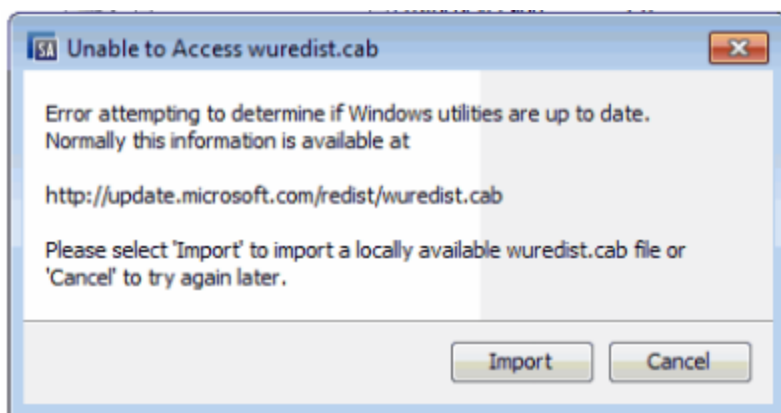 SA Unable to Access wuredist.cab
Error attempting to determine if Windows utilities are up to date.
Normally this information is available at
http://update.microsoft.com/redist/wuredist.cab
Please select 'Import' to import a locally available wuredist.cab file or
'Cancel' to try again later.
Import Cancel